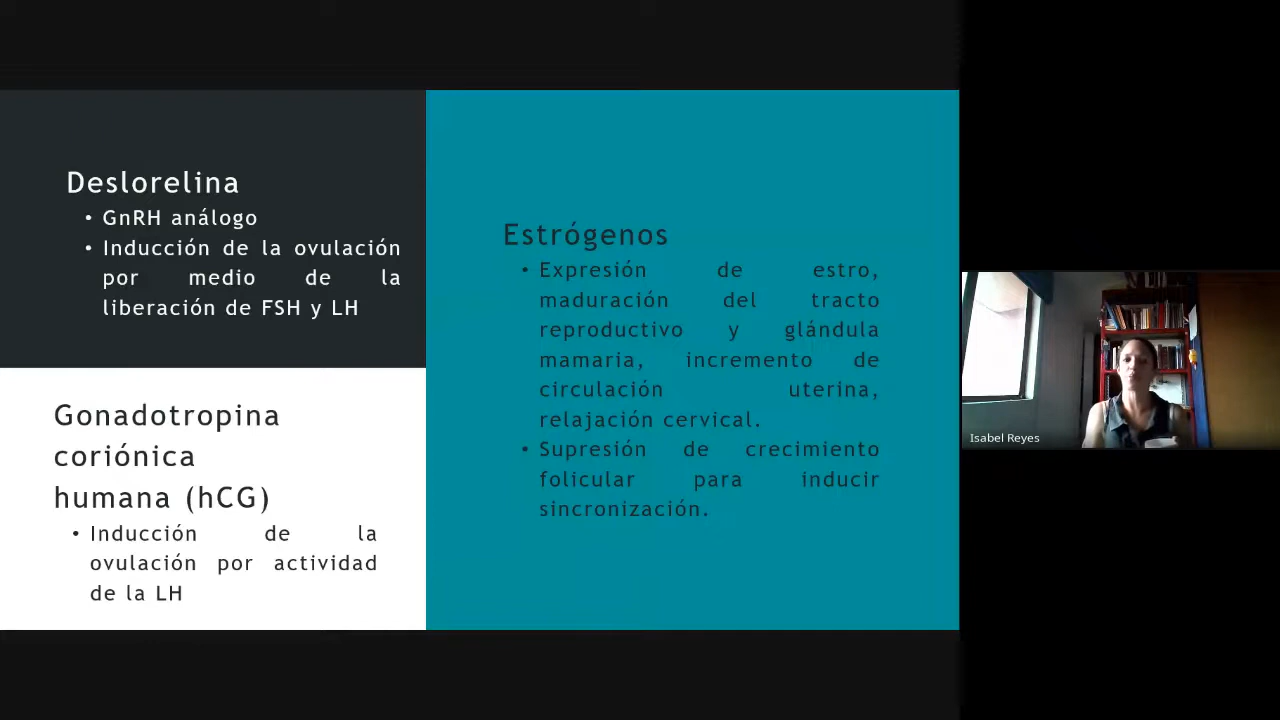 Deslorelina
• GnRH análogo
• Inducción de la ovulación
por medio de la
liberación de FSH y LH
Gonadotropina
coriónica
humana (hCG)
• Inducción de la
ovulación por actividad
de la LH
Estrógenos
• Expresión de estro,
maduración del tracto
reproductivo y glándula
mamaria, incremento de
circulación uterina,
relajación cervical.
• Supresión de crecimiento
folicular para inducir
sincronización.
Isabel Reyes